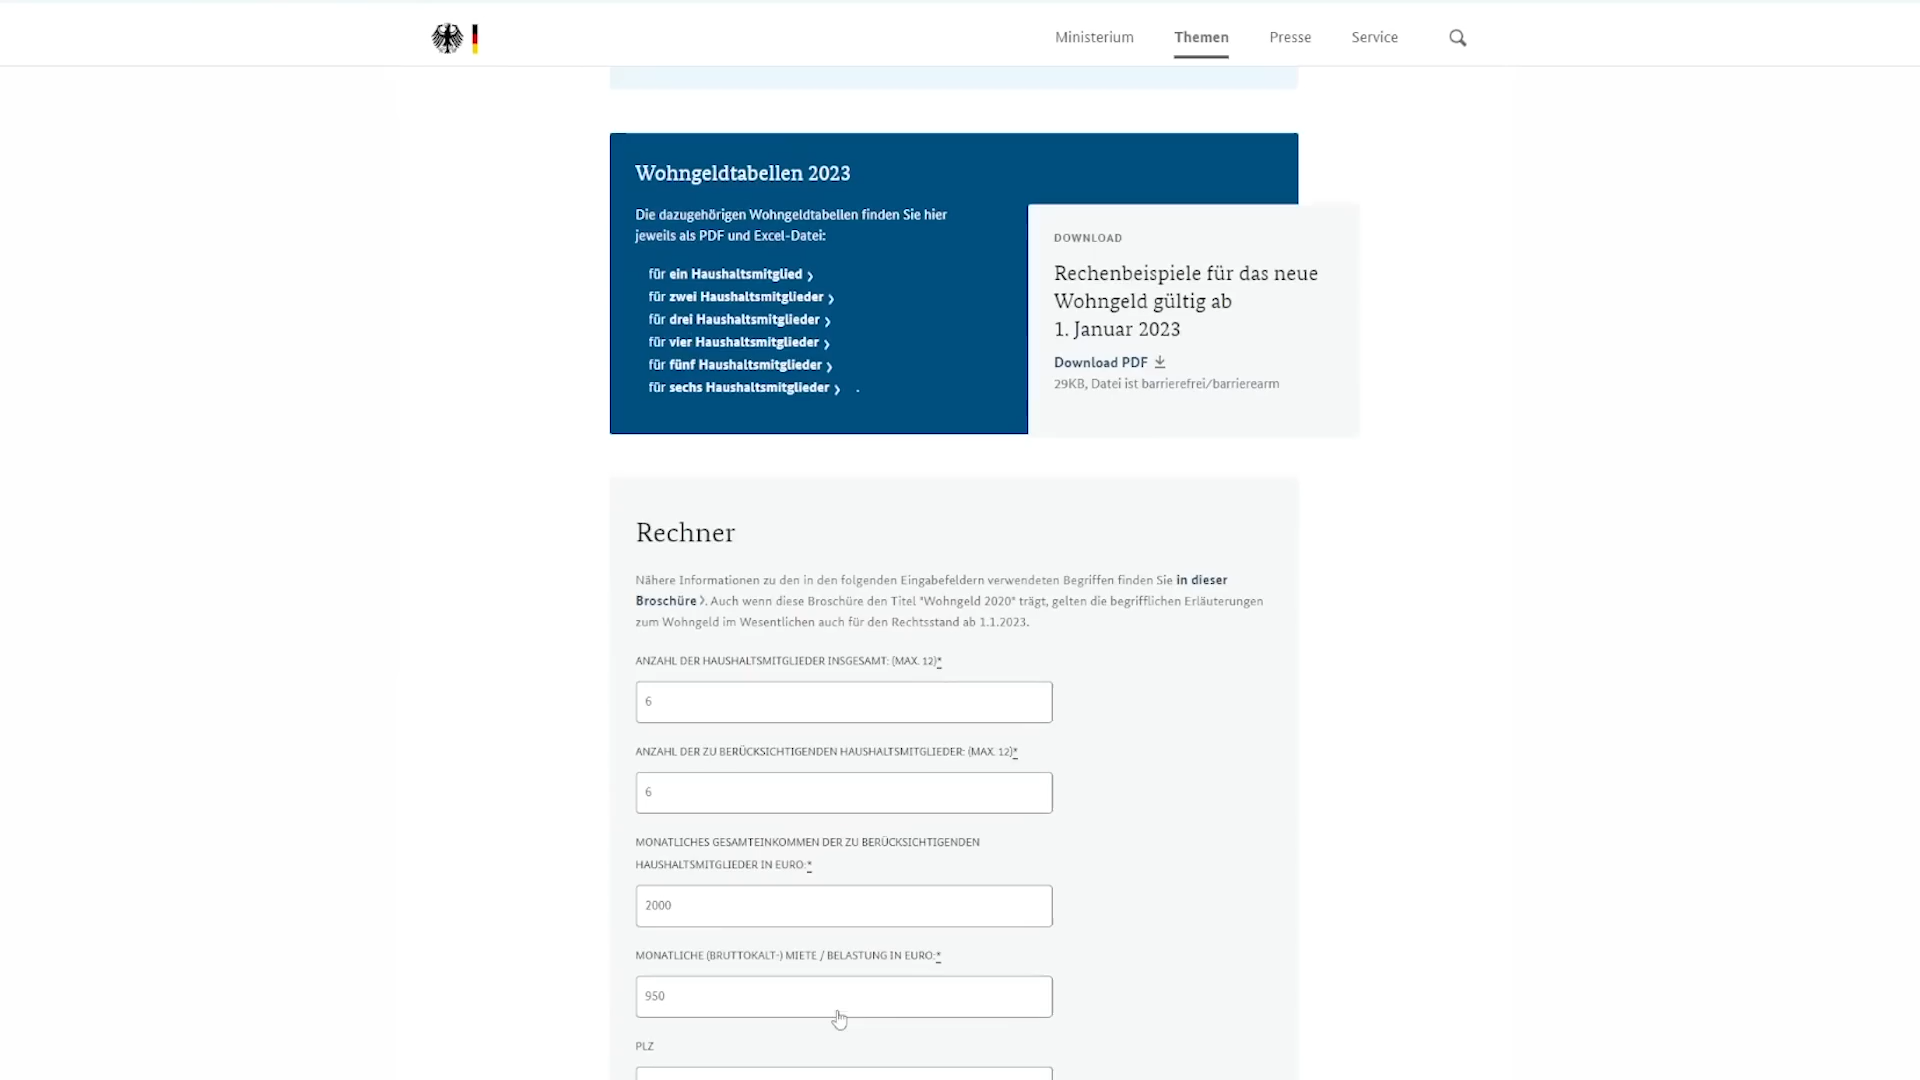 Ministerium Themen Presse Service
Wohngeldtabellen 2023
Die dazugehörigen Wohngeldtabellen finden Sie hier
jeweils als PDF und Excel-Datei:
für ein Haushaltsmitglied
für zwei Haushaltsmitglieder
für drei Haushaltsmitglieder
für vier Haushaltsmitglieder
für fünf Haushaltsmitglieder
für sechs Haushaltsmitglieder .
DOWNLOAD
Rechenbeispiele für das neue
Wohngeld gültig ab
1. Januar 2023
Download PDF
29KB, Datei ist barrierefrei/barrierearm
Rechner
Nähere Informationen zu den in den folgenden Eingabefeldern verwendeten Begriffen finden Sie in dieser
Broschüre. Auch wenn diese Broschüre den Titel "Wohngeld 2020" trägt, gelten die begrifflichen Erläuterungen
zum Wohngeld im Wesentlichen auch für den Rechtsstand ab 1.1.2023.
ANZAHL DER HAUSHALTSMITGLIEDER INSGESAMT: (MAX. 12)*
6
ANZAHL DER ZU BERÜCKSICHTIGENDEN HAUSHALTSMITGLIEDER: (MAX. 12)*
6
MONATLICHES GESAMTEINKOMMEN DER ZU BERÜCKSICHTIGENDEN
HAUSHALTSMITGLIEDER IN EURO:*
2000
MONATLICHE (BRUTTOKALT-) MIETE / BELASTUNG IN EURO:*
950
PLZ